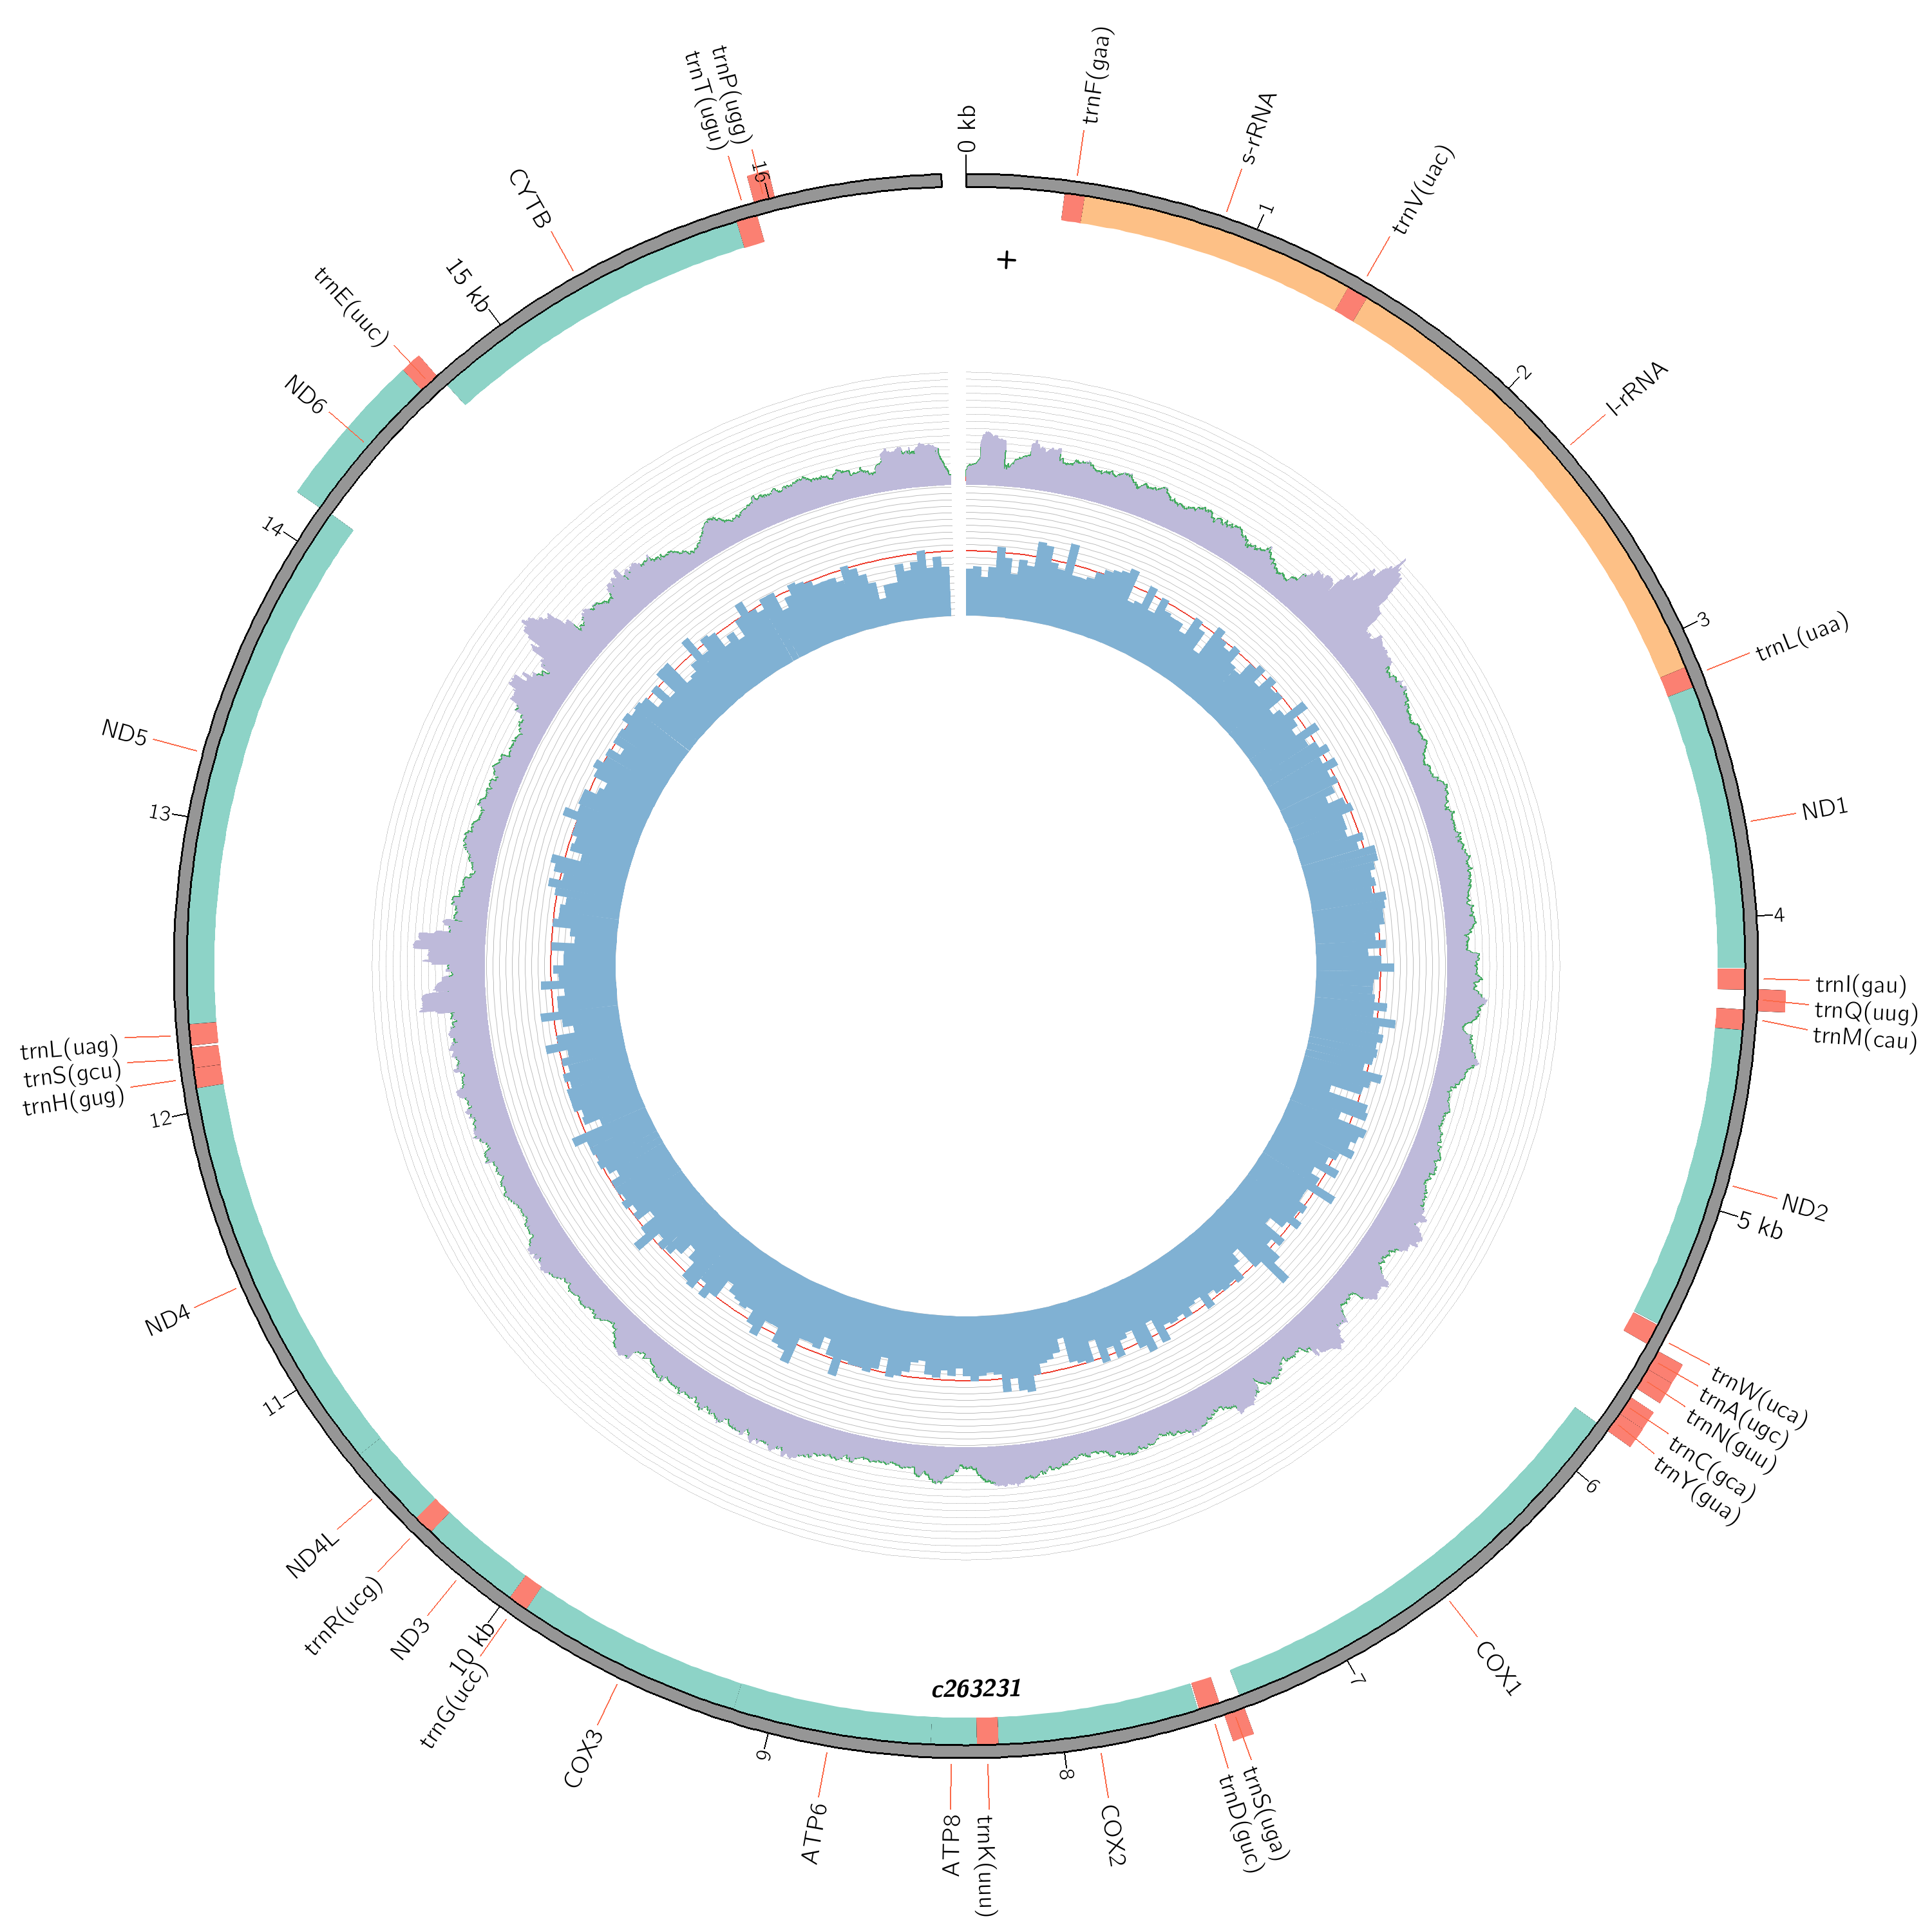 0 kb
trnF(gaa)
s-rRNA
1
trnV(uac)
2
l-rRNA
3
trnL(uaa)
ND1
4
trnI(gau)
trnQ(uug)
trnM(cau)
ND2
5 kb
trnW(uca)
trnA(ugc)
trnN(guu)
trnC(gca)
trnY(gua)
6
COX1
7
trnS(uga)
trnD(guc)
COX2
8
trnK(uuu)
ATP8
ATP6
9
COX3
trnG(ucc)
10 kb
ND3
trnR(ucg)
ND4L
11
ND4
12
trnH(gug)
trnS(gcu)
trnL(uag)
13
ND5
14
ND6
trnE(uuc)
15 kb
CYTB
trnT(ugu)
trnP(ugg)
16
+
c263231